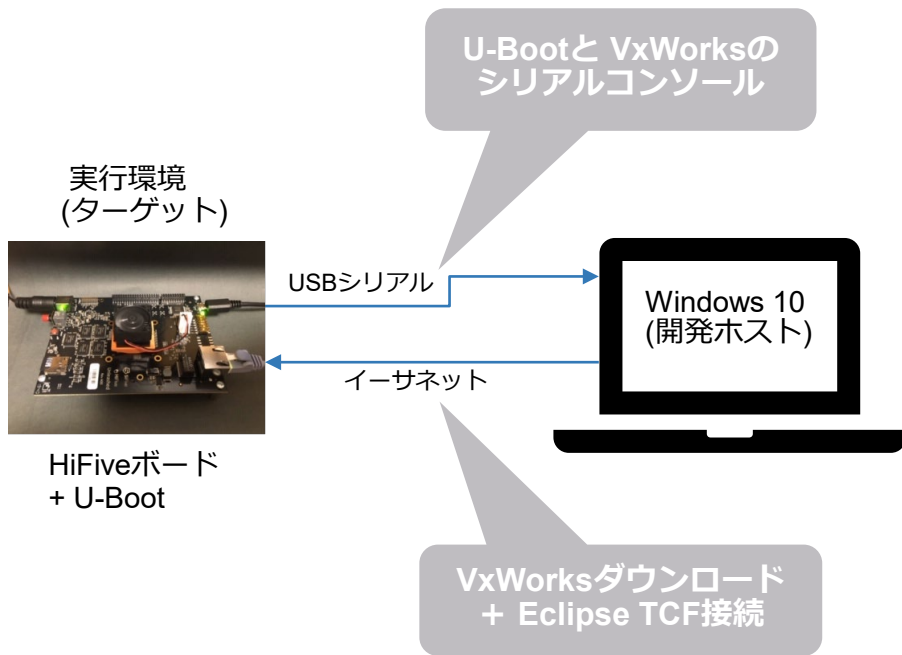 U-Bootと VxWorksの
シリアルコンソール
実行環境
(ターゲット)
USBシリアル
Windows 10
(開発ホスト)
イーサネット
HiFiveボード
+ U-Boot
VxWorksダウンロード
＋ Eclipse TCF接続